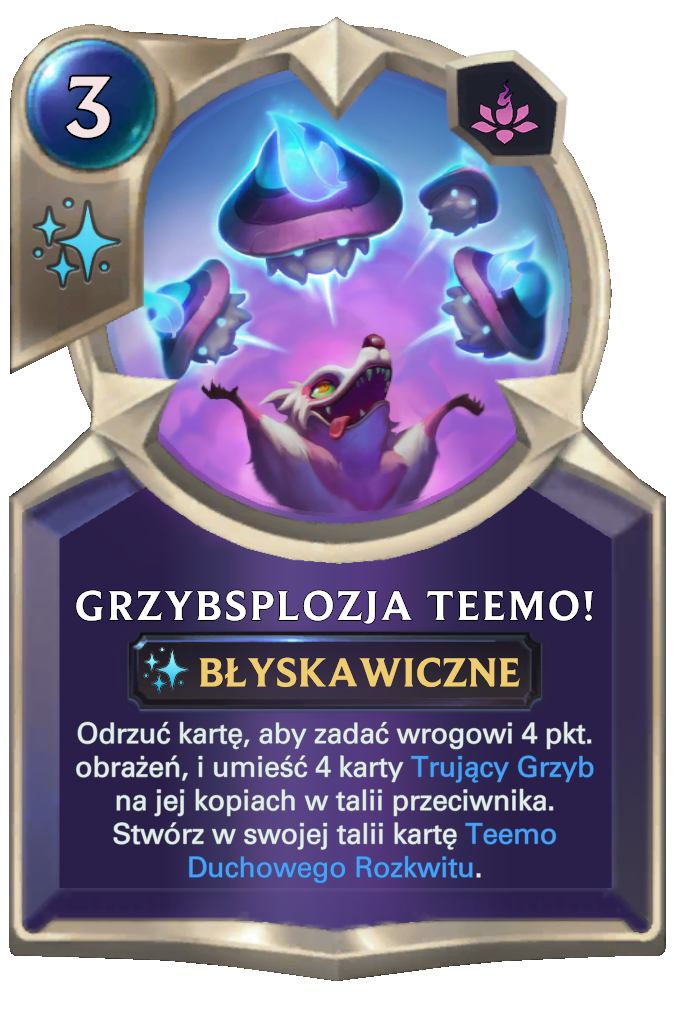 3
GRZYBSPLOZJA TEEMO!
BŁYSKAWICZNE
Odrzuć kartę, aby zadać wrogowi 4 pkt.
obrażeń, i umieść 4 karty Trujący Grzyb
na jej kopiach w talii przeciwnika.
Stwórz w swojej talii kartę Teemo
Duchowego Rozkwitu.